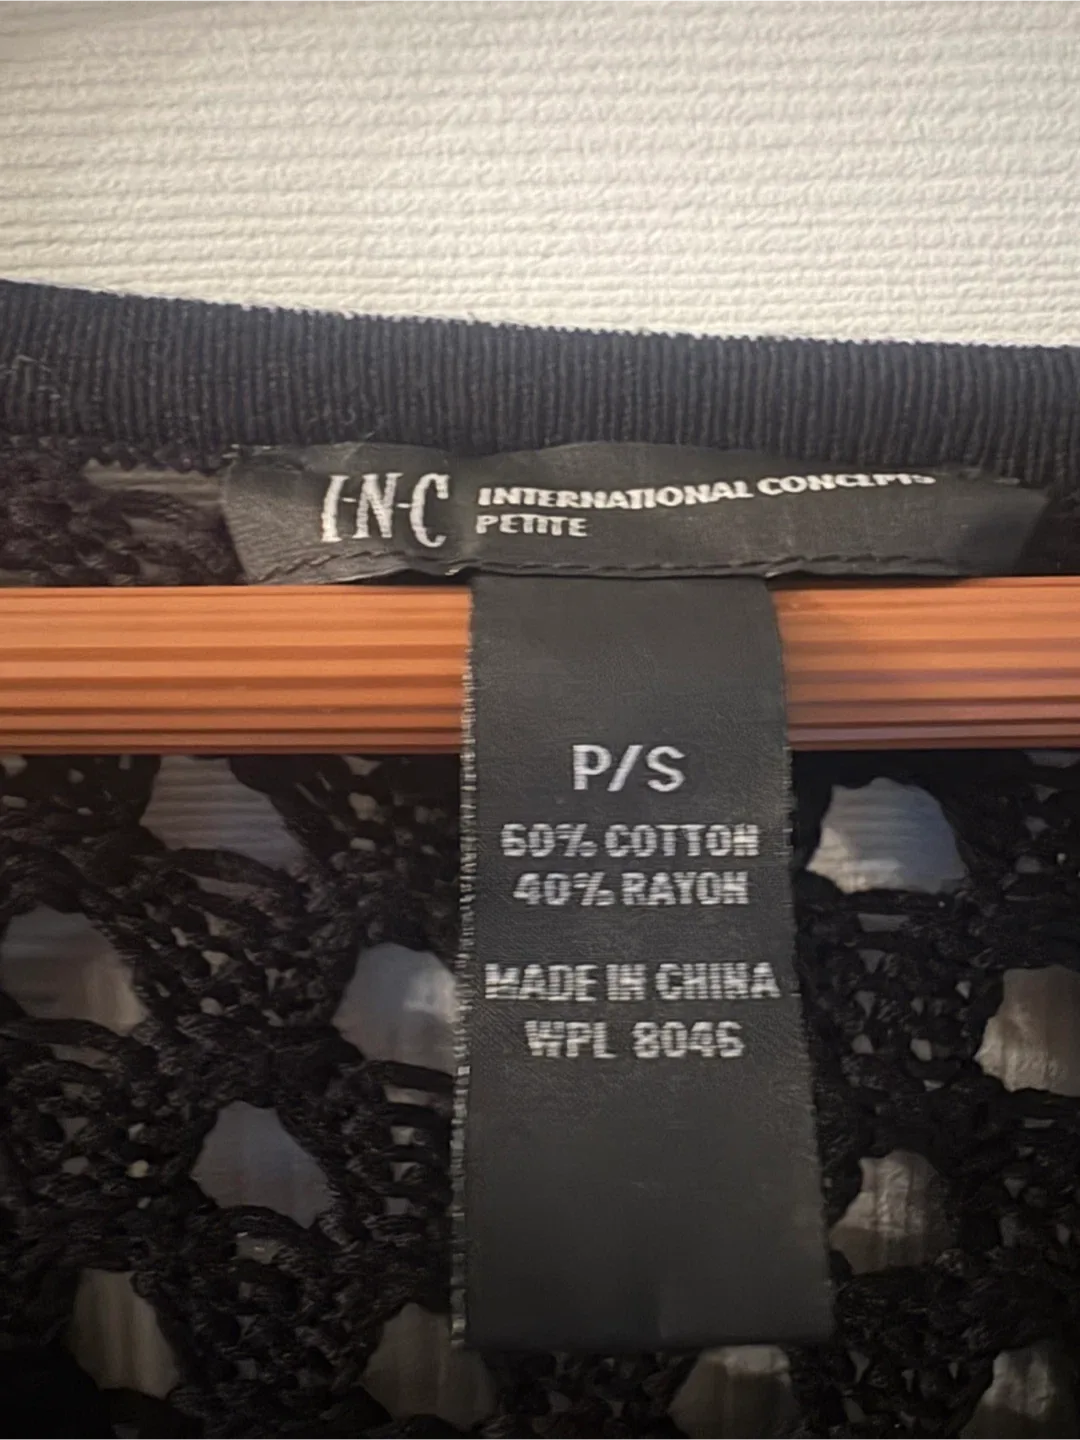 I·N·C INTERNATIONAL CONCEPTS
PETITE
P/S
60% COTTON
40% RAYON
MADE IN CHINA
WPL 8046